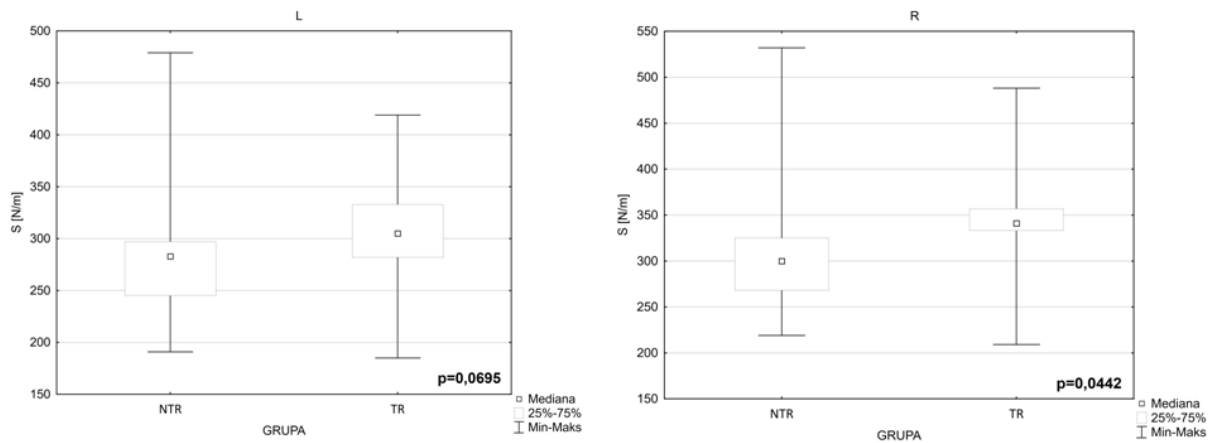 L
500
450
400
350
300
250
200
150
S [N/m]
NTR
TR
GRUPA
p=0,0695
Mediana
25%-75%
Min-Maks
R
550
500
450
400
350
300
250
200
150
S [N/m]
NTR
TR
GRUPA
p=0,0442
Mediana
25%-75%
Min-Maks